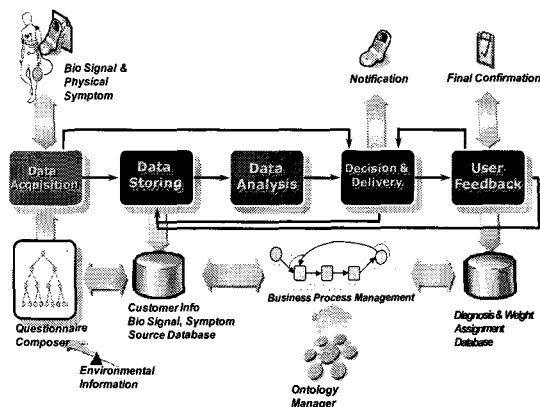 Bio Signal &
Physical
Symptom
Notification
Final Confirmation
Data
Acquisition
Data
Storing
Data
Analysis
Decision &
Delivery
User
Feedback
Questionnaire
Composer
Customer Info
Bio Signal, Symptom
Source Database
Business Process Management
Diagnosis & Weight
Assignment
Database
Environmental
Information
Ontology
Manager